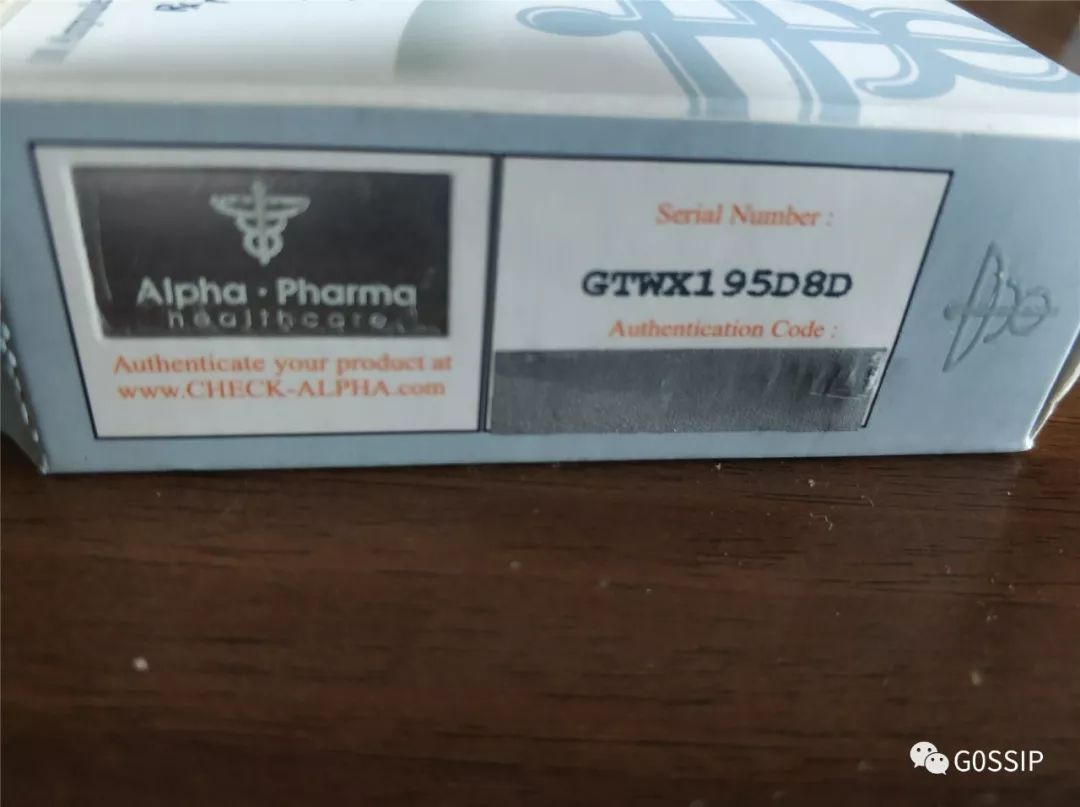 Alpha · Pharma
healthcare
Authenticate your product at
www.CHECK-ALPHA.com
Serial Number :
GTWX195D8D
Authentication Code :
G0SSIP